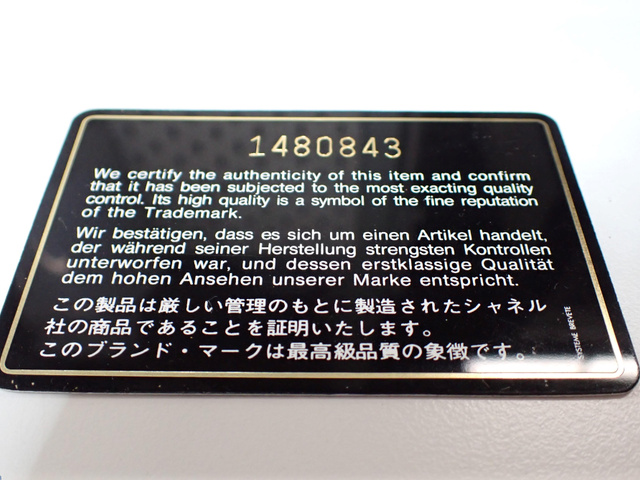 1480843
We certify the authenticity of this item and confirm
that it has been subjected to the most exacting quality
control. Its high quality is a symbol of the fine reputation
of the Trademark.
Wir bestätigen, dass es sich um einen Artikel handelt,
der während seiner Herstellung strengsten Kontrollen
unterworfen war, und dessen erstklassige Qualität
dem hohen Ansehen unserer Marke entspricht.
この製品は厳しい管理のもとに製造されたシャネル
社の商品であることを証明いたします。
このブランド・マークは最高級品質の象徴です。
SYSTEME BREVETE